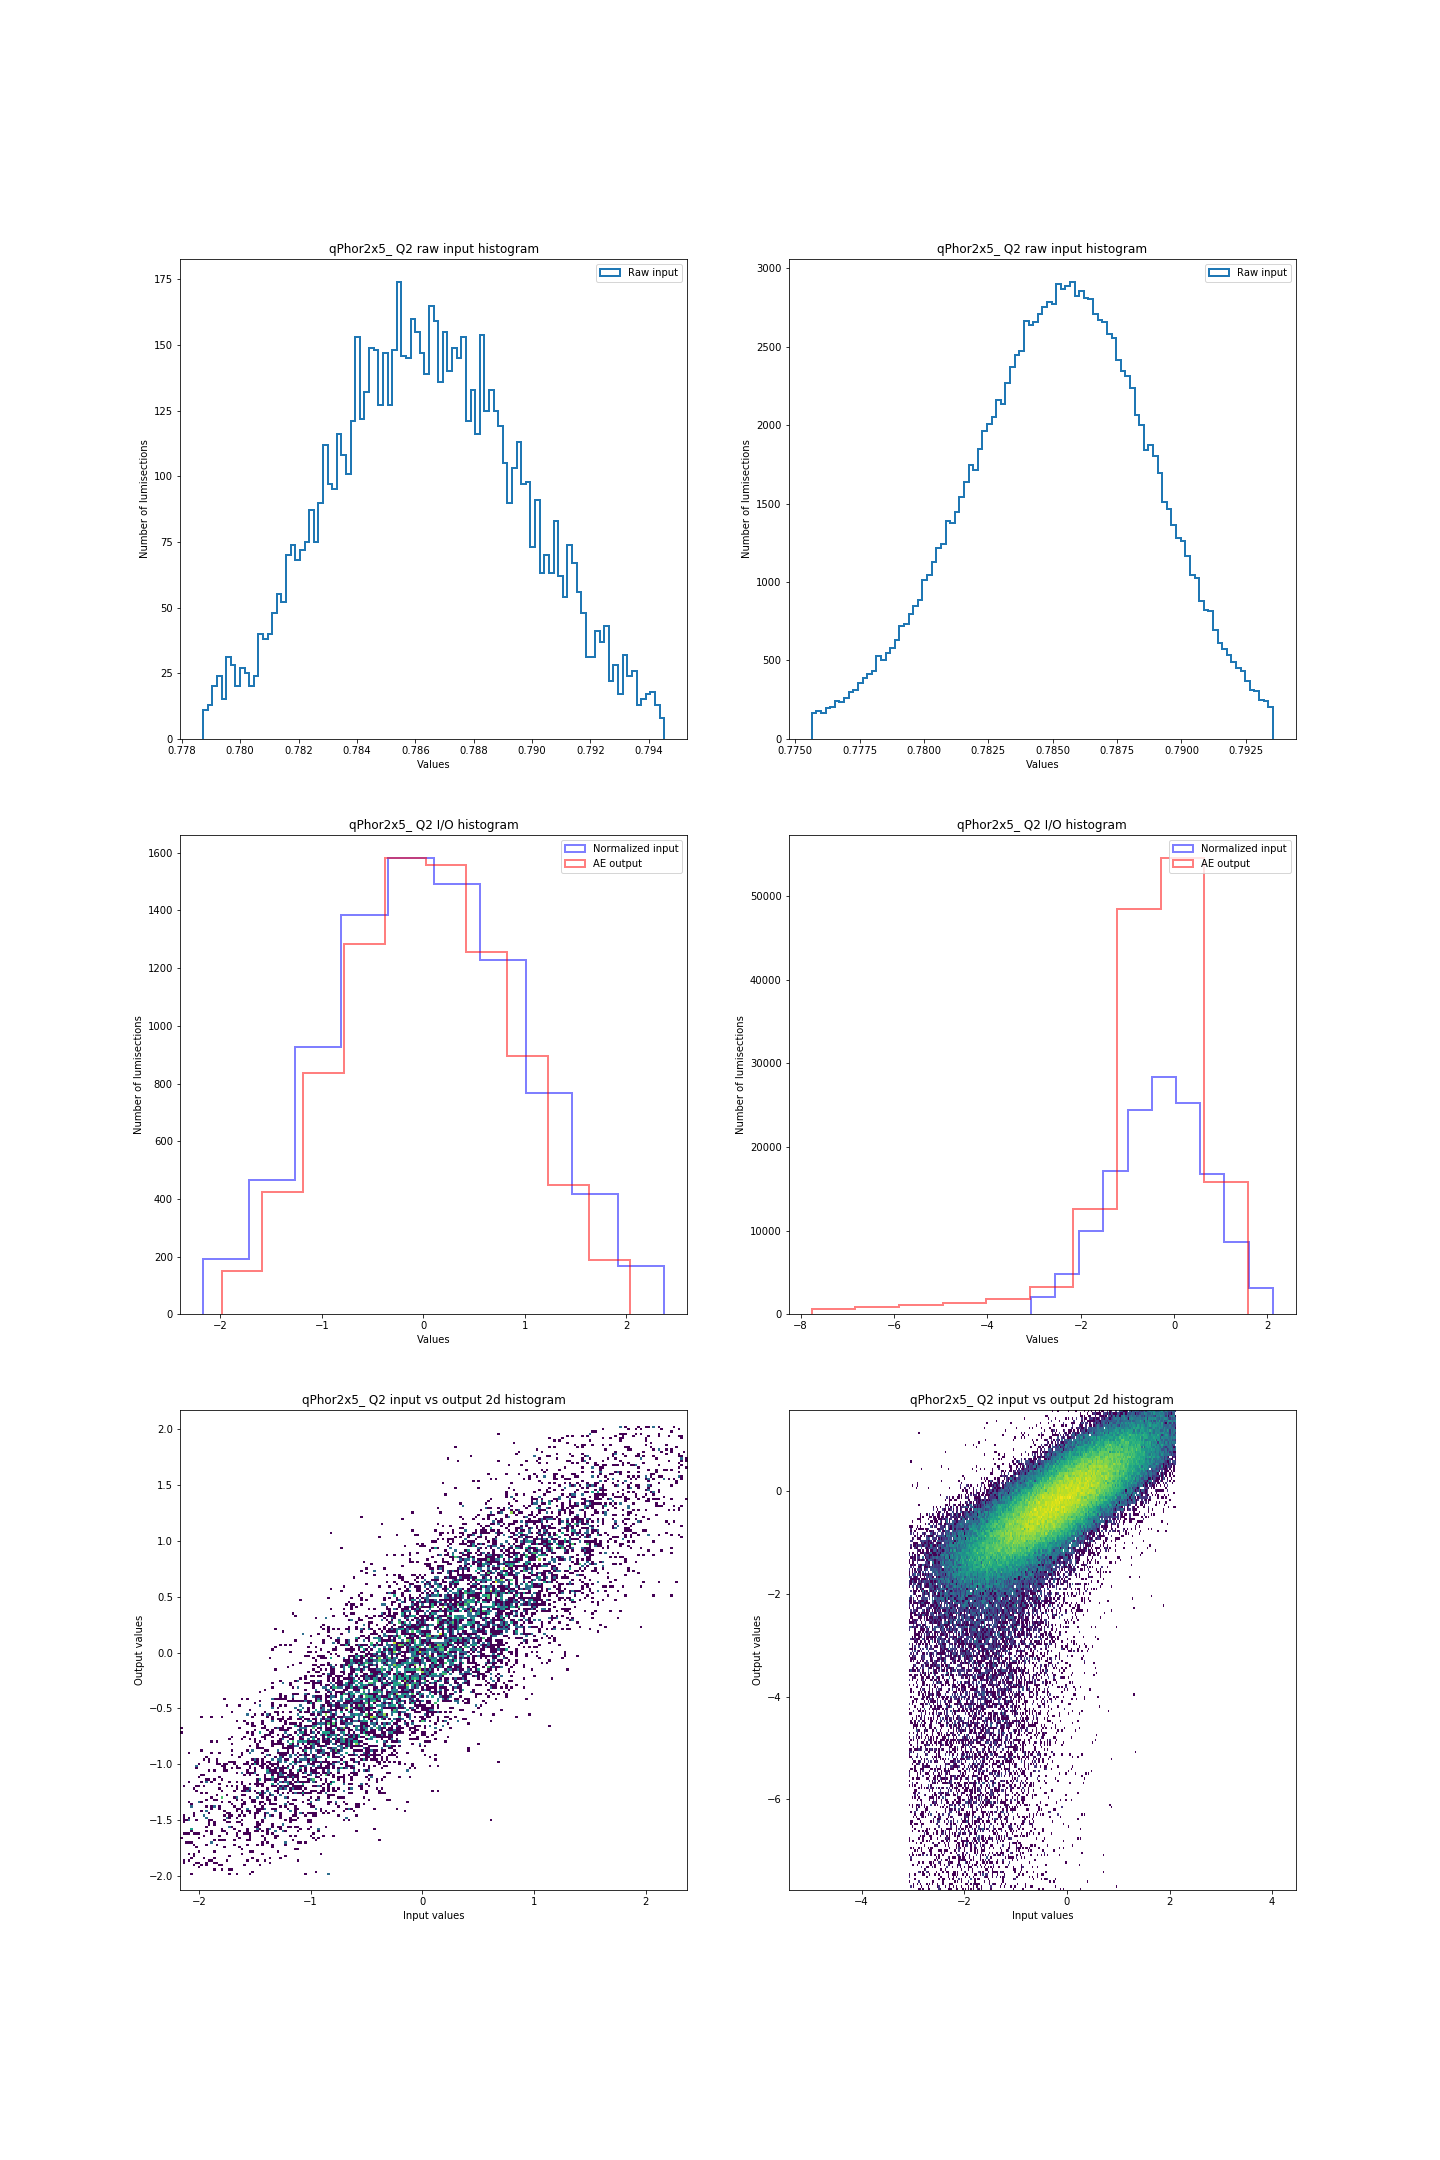 qPhor2x5_ Q2 raw input histogram
Raw input
Number of lumisections
175
150
125
100
75
50
25
0
0.778 0.780 0.782 0.784 0.786 0.788 0.790 0.792 0.794
Values
qPhor2x5_ Q2 raw input histogram
Raw input
Number of lumisections
3000
2500
2000
1500
1000
500
0
0.7750 0.7775 0.7800 0.7825 0.7850 0.7875 0.7900 0.7925
Values
qPhor2x5_ Q2 I/O histogram
Normalized input
AE output
Number of lumisections
1600
1400
1200
1000
800
600
400
200
0
−2 −1 0 1 2
Values
qPhor2x5_ Q2 I/O histogram
Normalized input
AE output
Number of lumisections
50000
40000
30000
20000
10000
0
−8 −6 −4 −2 0 2
Values
qPhor2x5_ Q2 input vs output 2d histogram
Output values
2.0
1.5
1.0
0.5
0.0
−0.5
−1.0
−1.5
−2.0
−2 −1 0 1 2
Input values
qPhor2x5_ Q2 input vs output 2d histogram
Output values
0
−2
−4
−6
−4 −2 0 2 4
Input values